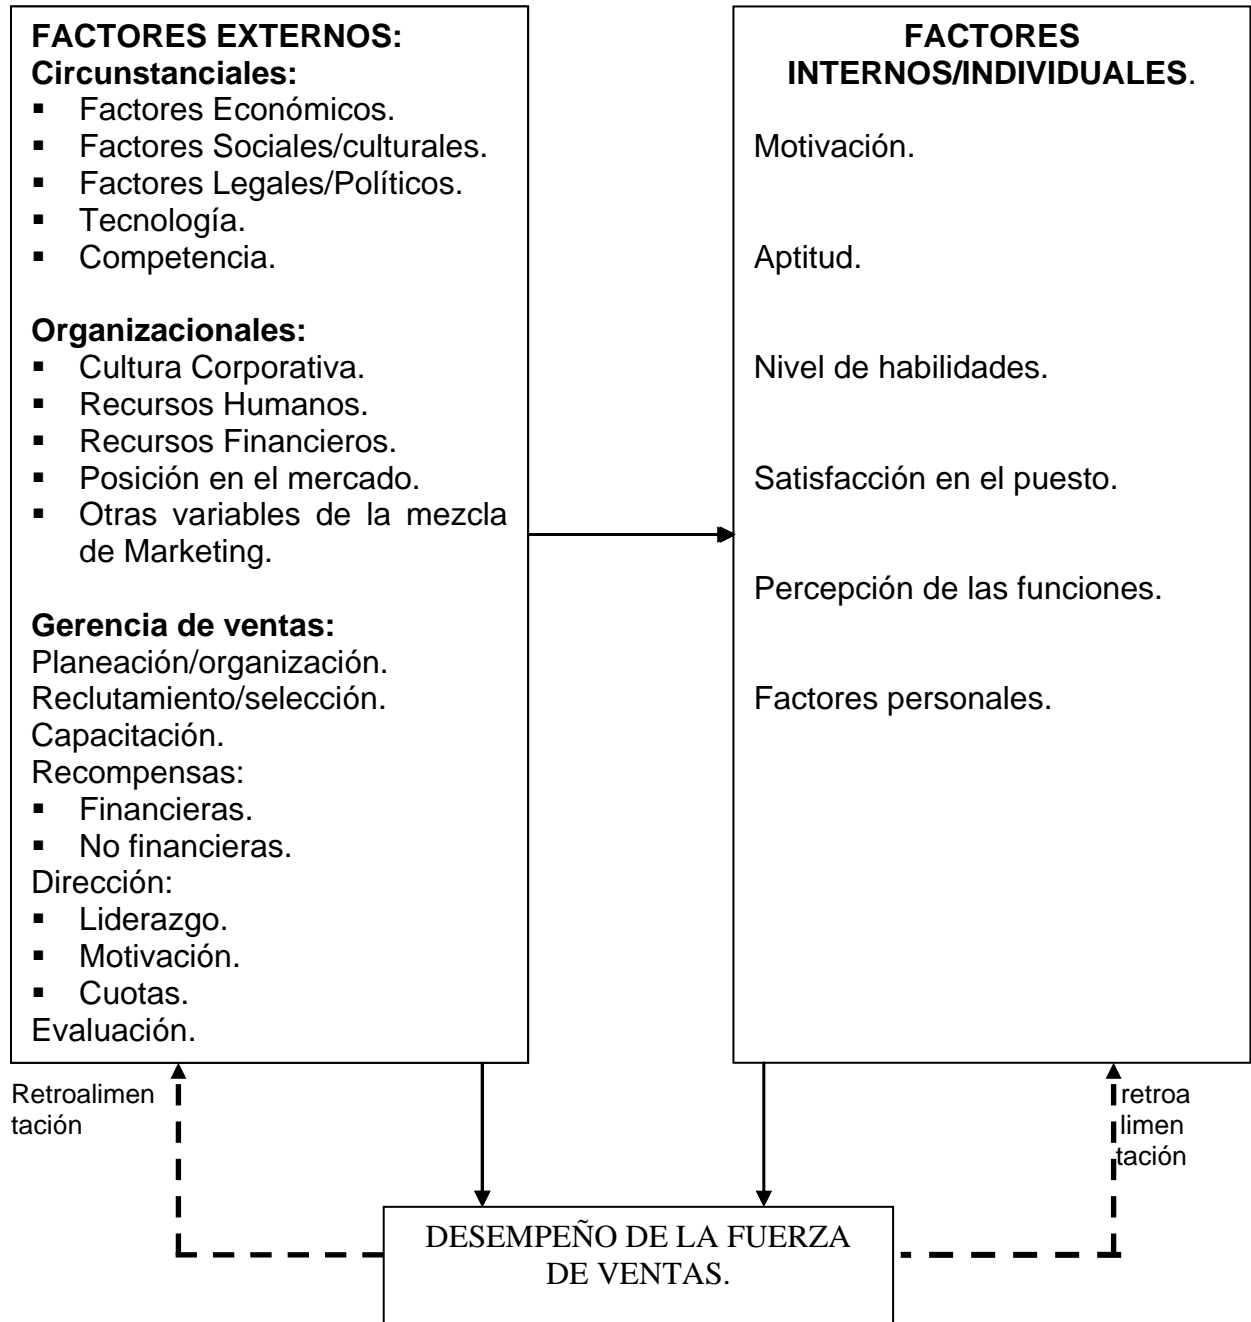 FACTORES EXTERNOS:
Circunstanciales:
▪ Factores Económicos.
▪ Factores Sociales/culturales.
▪ Factores Legales/Políticos.
▪ Tecnología.
▪ Competencia.
Organizacionales:
▪ Cultura Corporativa.
▪ Recursos Humanos.
▪ Recursos Financieros.
▪ Posición en el mercado.
▪ Otras variables de la mezcla
de Marketing.
Gerencia de ventas:
Planeación/organización.
Reclutamiento/selección.
Capacitación.
Recompensas:
▪ Financieras.
▪ No financieras.
Dirección:
▪ Liderazgo.
▪ Motivación.
▪ Cuotas.
Evaluación.
FACTORES
INTERNOS/INDIVIDUALES.
Motivación.
Aptitud.
Nivel de habilidades.
Satisfacción en el puesto.
Percepción de las funciones.
Factores personales.
Retroalimen
tación
retroa
limen
tación
DESEMPEÑO DE LA FUERZA
DE VENTAS.